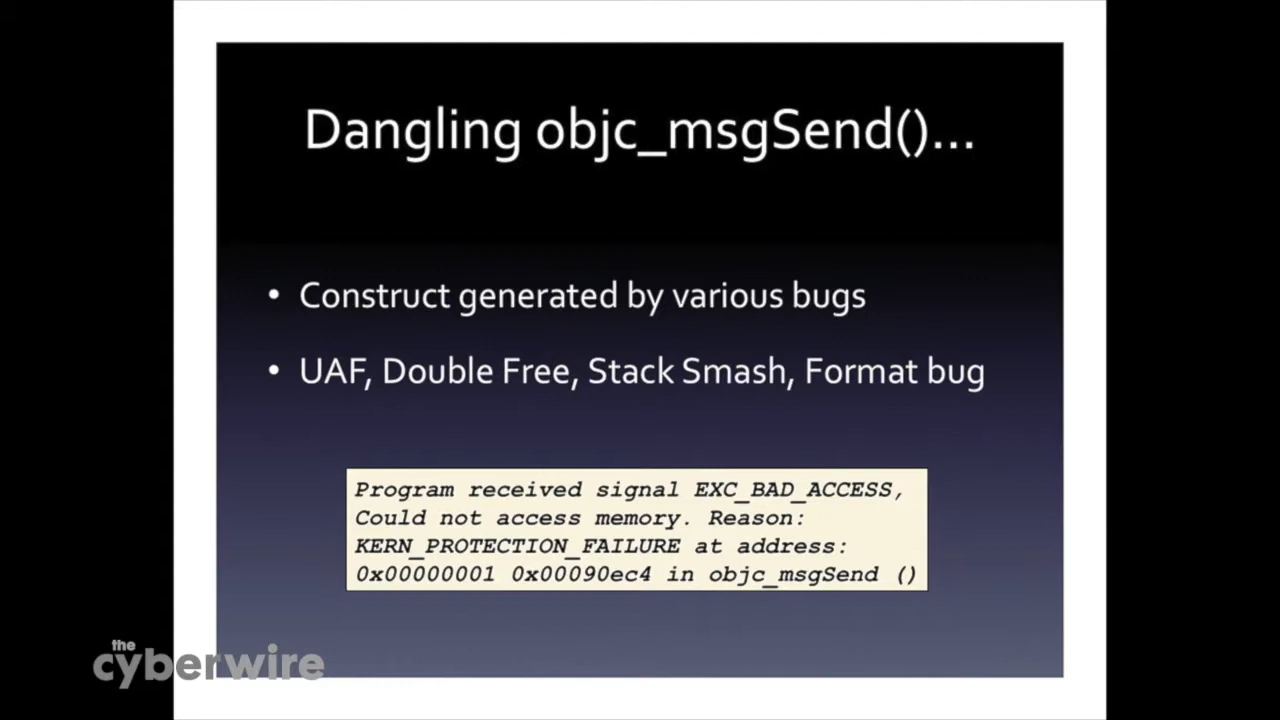 Dangling objc_msgSend()...
• Construct generated by various bugs
• UAF, Double Free, Stack Smash, Format bug
Program received signal EXC_BAD_ACCESS,
Could not access memory. Reason:
KERN_PROTECTION_FAILURE at address:
0x00000001 0x00090ec4 in objc_msgSend ()
the
cyberwire